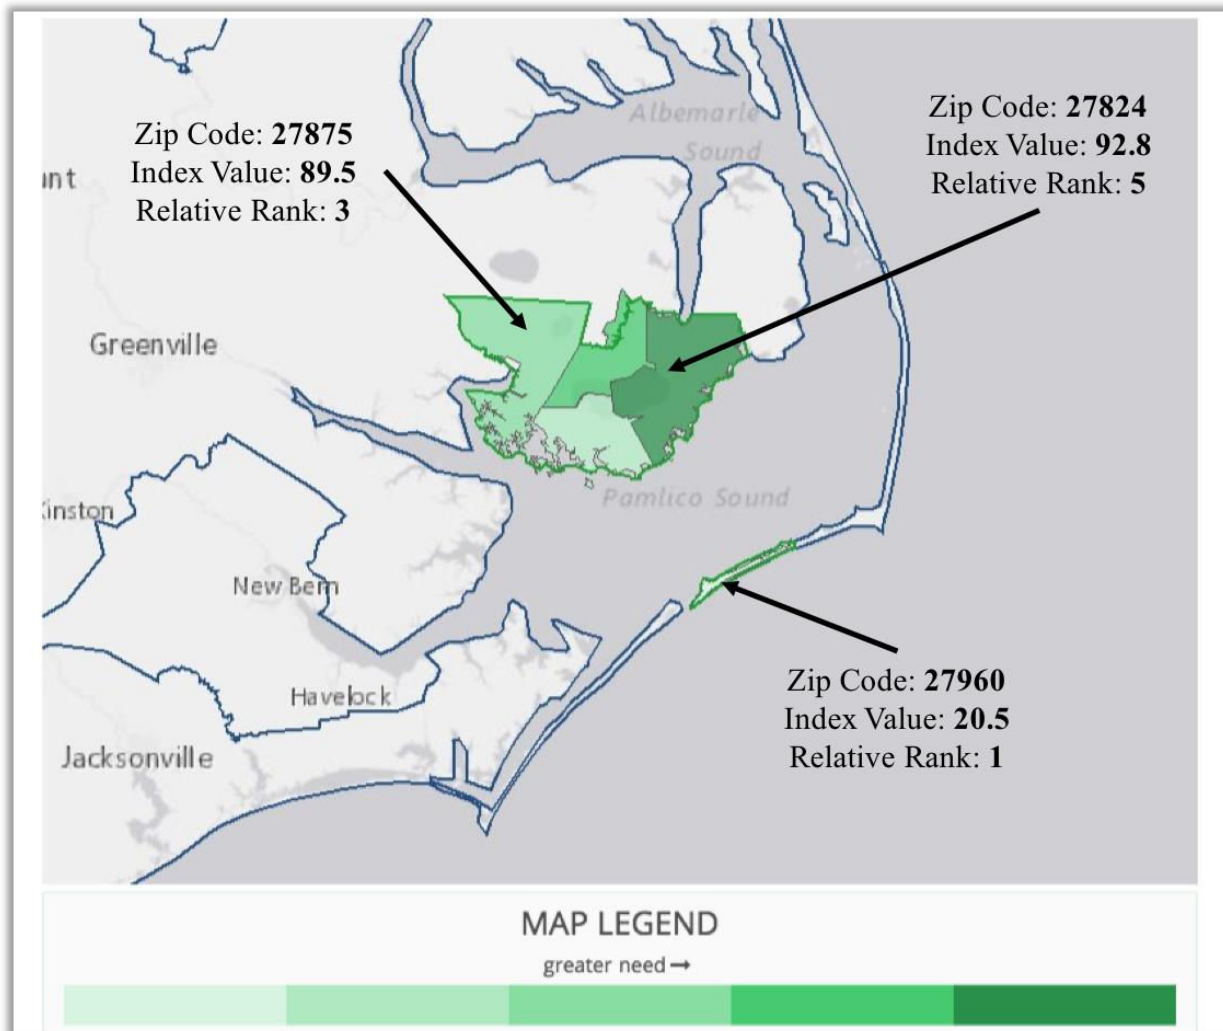 Albemarle
Sound
Zip Code: 27875
Index Value: 89.5
Relative Rank: 3
Zip Code: 27824
Index Value: 92.8
Relative Rank: 5
unt
Greenville
Kinston
Pamlico Sound
New Bern
Havelock
Jacksonville
Zip Code: 27960
Index Value: 20.5
Relative Rank: 1
MAP LEGEND
greater need →